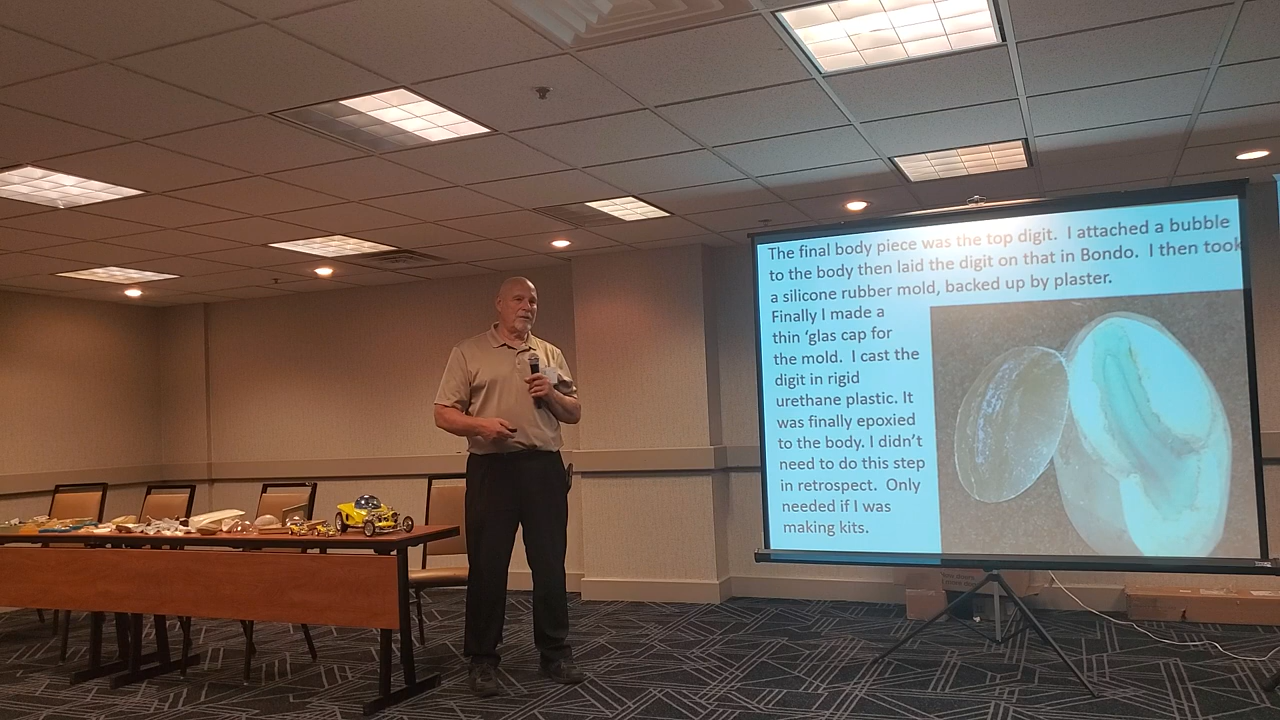 The final body piece was the top digit.  I attached a bubble
to the body then laid the digit on that in Bondo.  I then took
a silicone rubber mold, backed up by plaster.
Finally I made a
thin ‘glas cap for
the mold.  I cast the
digit in rigid
urethane plastic. It
was finally epoxied
to the body. I didn’t
need to do this step
in retrospect.  Only
needed if I was
making kits.